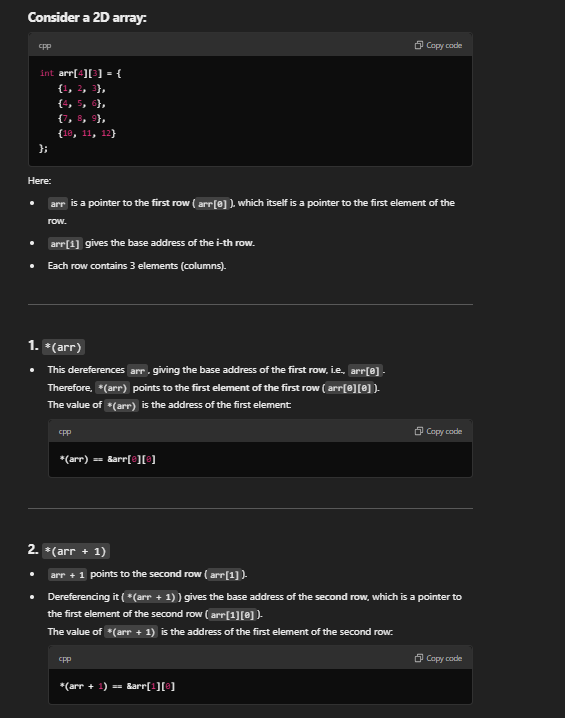 Consider a 2D array:
cpp
Copy code
int arr[4][3] = {
{1, 2, 3},
{4, 5, 6},
{7, 8, 9},
{10, 11, 12}
};
Here:
• arr is a pointer to the first row ( arr[0] ), which itself is a pointer to the first element of the
row.
• arr[i] gives the base address of the i-th row.
• Each row contains 3 elements (columns).
1. *(arr)
• This dereferences arr , giving the base address of the first row, i.e., arr[0] .
Therefore, *(arr) points to the first element of the first row ( arr[0][0] ).
The value of *(arr) is the address of the first element:
cpp
Copy code
*(arr) == &arr[0][0]
2. *(arr + 1)
• arr + 1 points to the second row ( arr[1] ).
• Dereferencing it ( *(arr + 1) ) gives the base address of the second row, which is a pointer to
the first element of the second row ( arr[1][0] ).
The value of *(arr + 1) is the address of the first element of the second row:
cpp
Copy code
*(arr + 1) == &arr[1][0]